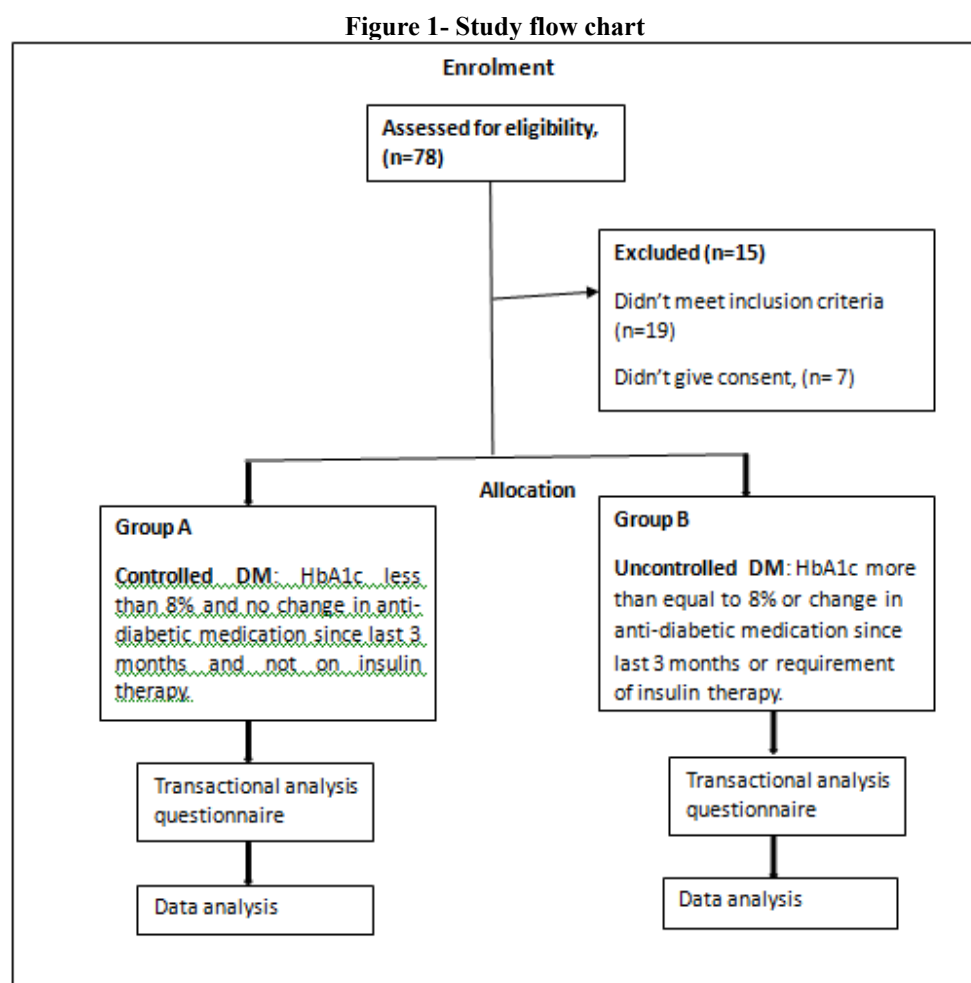 Figure 1- Study flow chart
Enrolment
Assessed for eligibility,
(n=78)
Excluded (n=15)
Didn't meet inclusion criteria
(n=19)
Didn't give consent, (n= 7)
Allocation
Group A
Controlled DM: HbA1c less
than 8% and no change in anti-
diabetic medication since last 3
months and not on insulin
therapy.
Group B
Uncontrolled DM: HbA1c more
than equal to 8% or change in
anti-diabetic medication since
last 3 months or requirement
of insulin therapy.
Transactional analysis
questionnaire
Transactional analysis
questionnaire
Data analysis
Data analysis